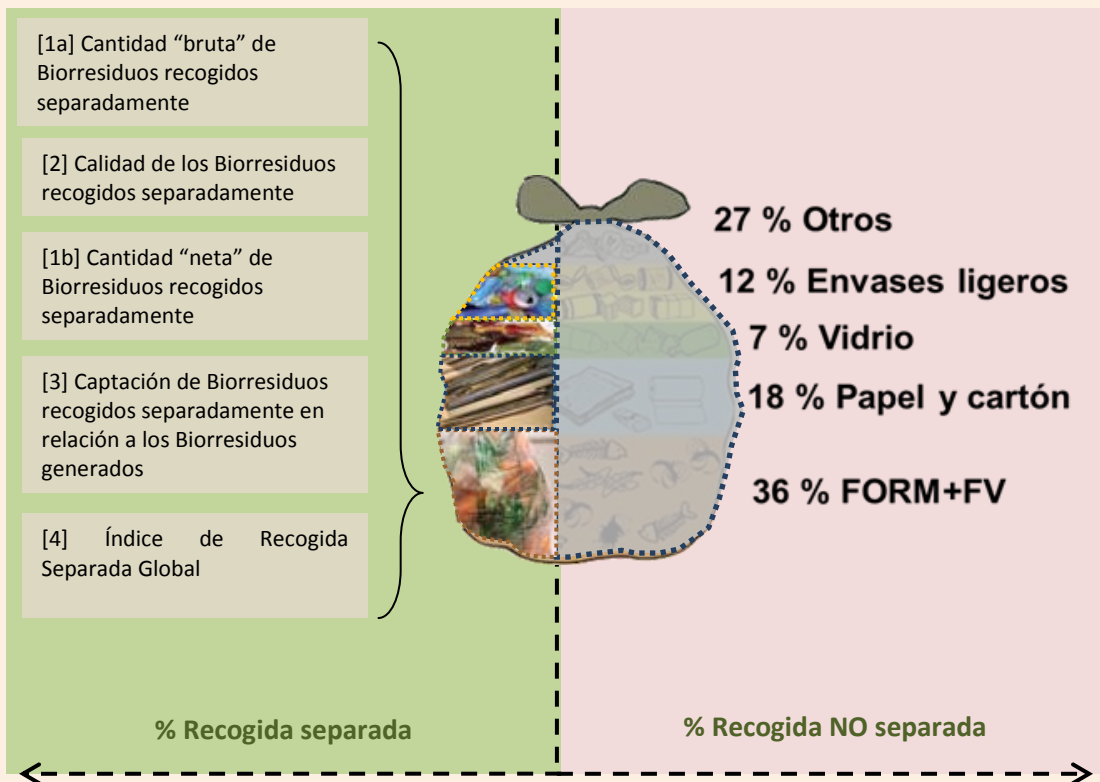 [1a] Cantidad “bruta” de
Biorresiduos recogidos
separadamente
[2] Calidad de los Biorresiduos
recogidos separadamente
[1b] Cantidad “neta” de
Biorresiduos recogidos
separadamente
[3] Captación de Biorresiduos
recogidos separadamente en
relación a los Biorresiduos
generados
[4] Índice de Recogida
Separada Global
27 % Otros
12 % Envases ligeros
7 % Vidrio
18 % Papel y cartón
36 % FORM+FV
% Recogida separada
% Recogida NO separada